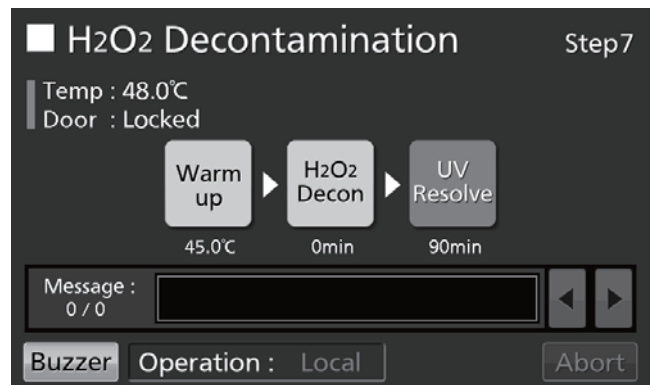 H2O2 Decontamination Step7
Temp : 48.0℃
Door : Locked
Warm up
H2O2 Decon
UV Resolve
45.0℃ 0min 90min
Message :
0 / 0
Buzzer Operation : Local Abort